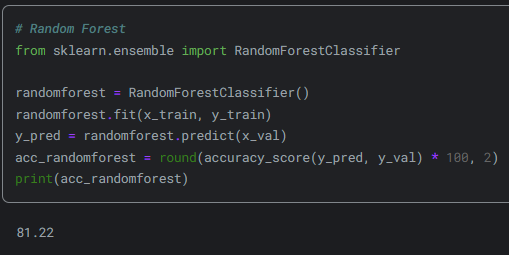 # Random Forest
from sklearn.ensemble import RandomForestClassifier
randomforest = RandomForestClassifier()
randomforest.fit(x_train, y_train)
y_pred = randomforest.predict(x_val)
acc_randomforest = round(accuracy_score(y_pred, y_val) * 100, 2)
print(acc_randomforest)
81.22